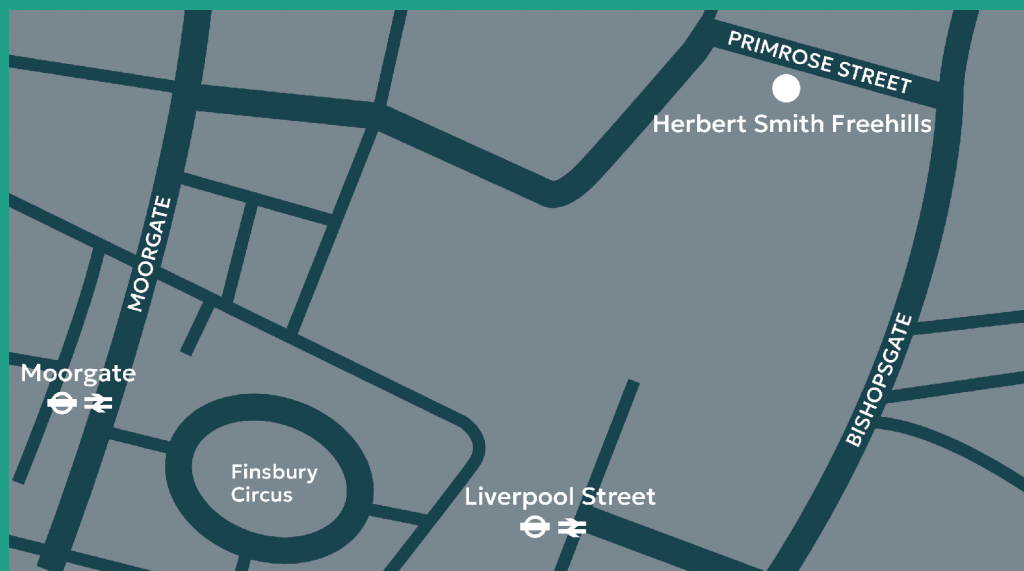 PRIMROSE STREET
Herbert Smith Freehills
MOORGATE
BISHOPSGATE
Moorgate
Finsbury
Circus
Liverpool Street